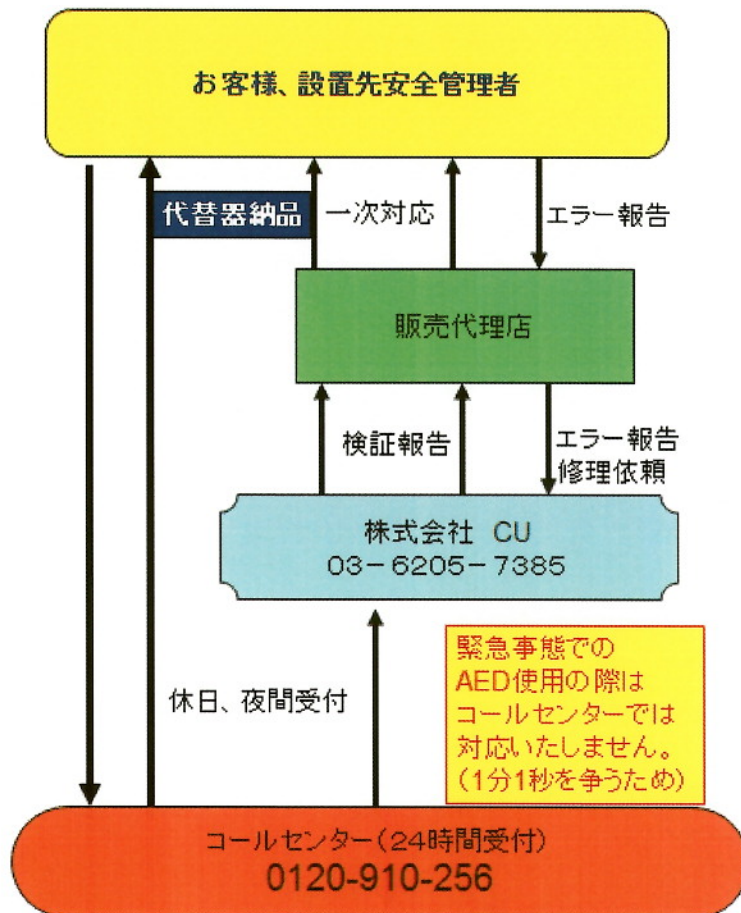 お客様、設置先安全管理者
代替器納品
一次対応
エラー報告
販売代理店
検証報告
エラー報告
修理依頼
株式会社 CU
03-6205-7385
休日、夜間受付
緊急事態での
AED使用の際は
コールセンターでは
対応いたしません。
(1分1秒を争うため)
コールセンター(24時間受付)
0120-910-256